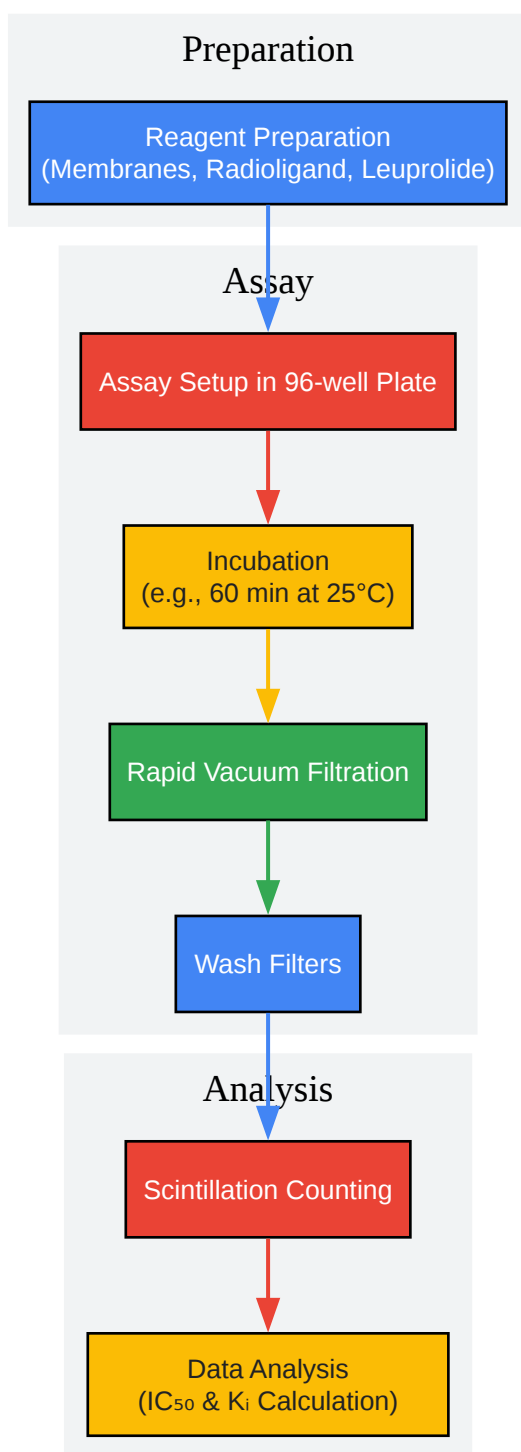 Preparation
Reagent Preparation
(Membranes, Radioligand, Leuprolide)
Assay
Assay Setup in 96-well Plate
Incubation
(e.g., 60 min at 25°C)
Rapid Vacuum Filtration
Wash Filters
Analysis
Scintillation Counting
Data Analysis
(IC₅₀ & Kᵢ Calculation)